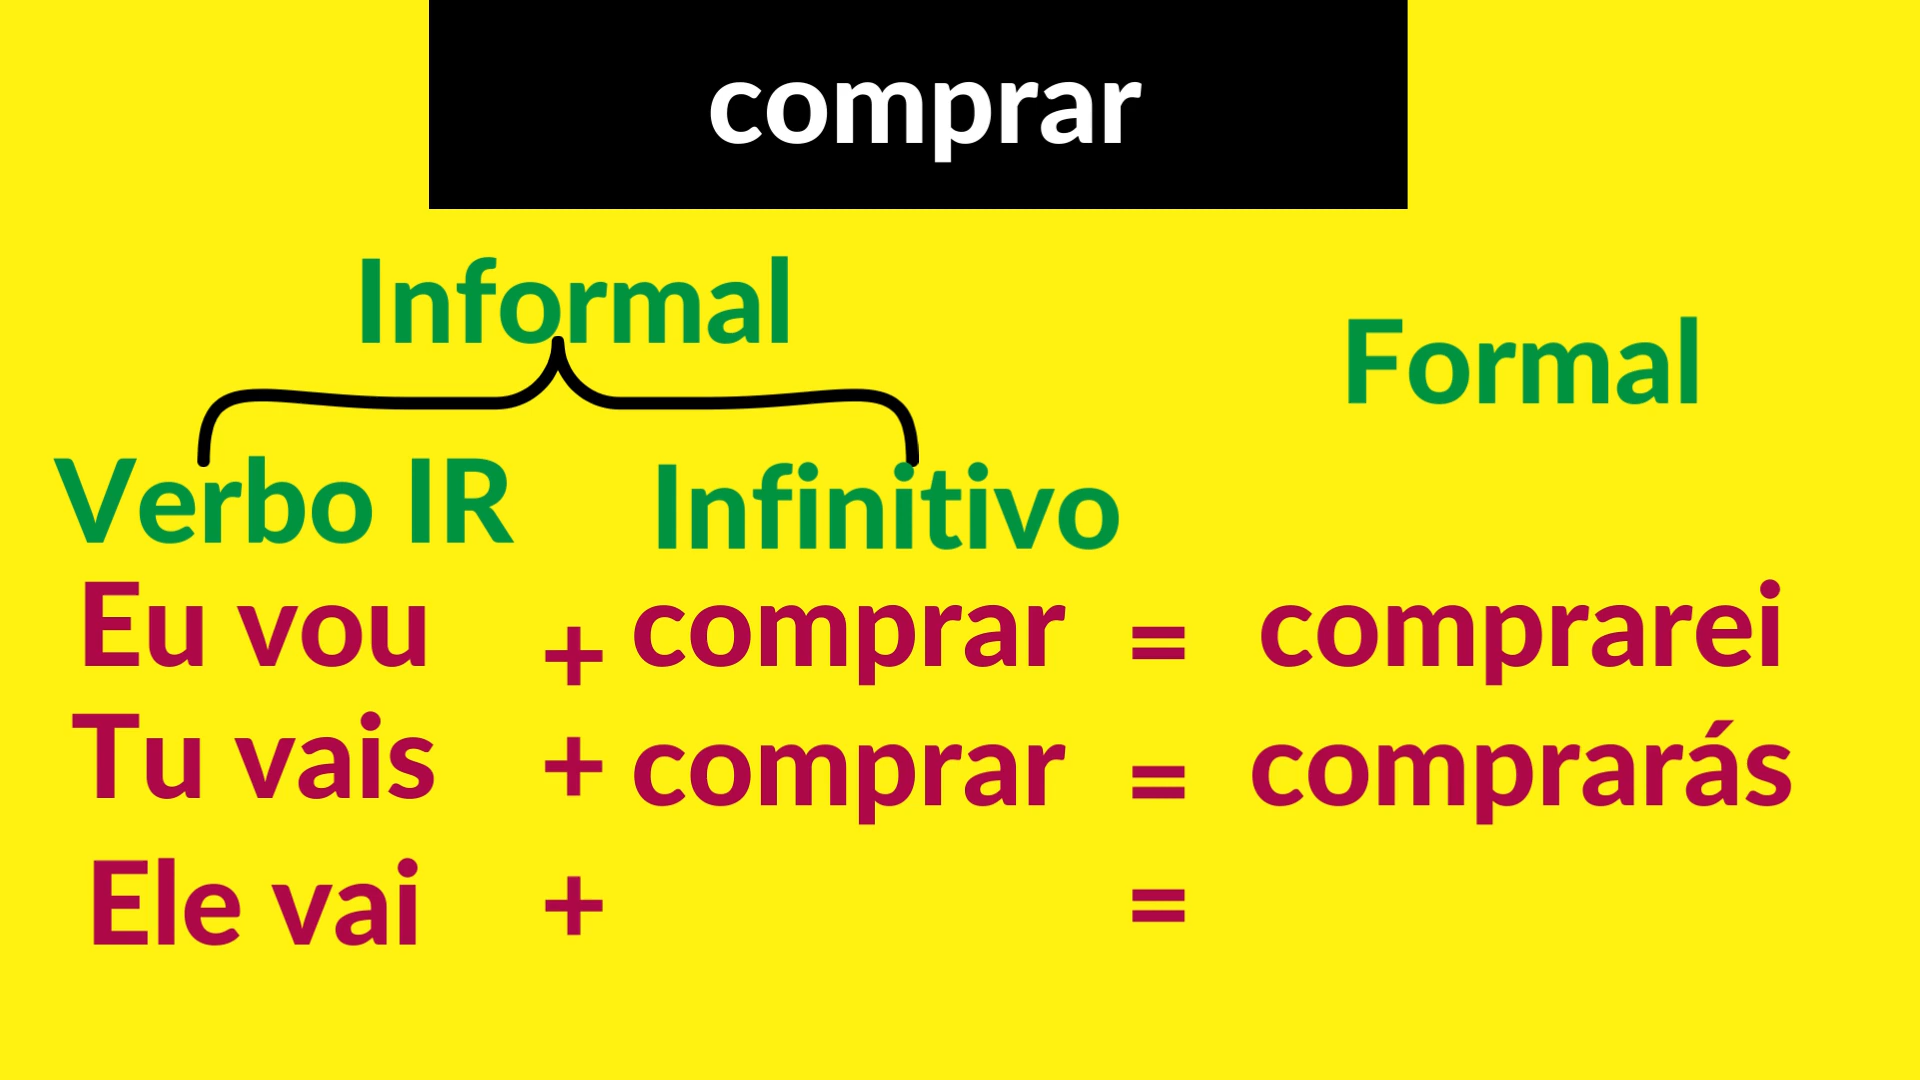 comprar
Informal
Formal
Verbo IR Infinitivo
Eu vou + comprar = comprarei
Tu vais + comprar = comprarás
Ele vai + =